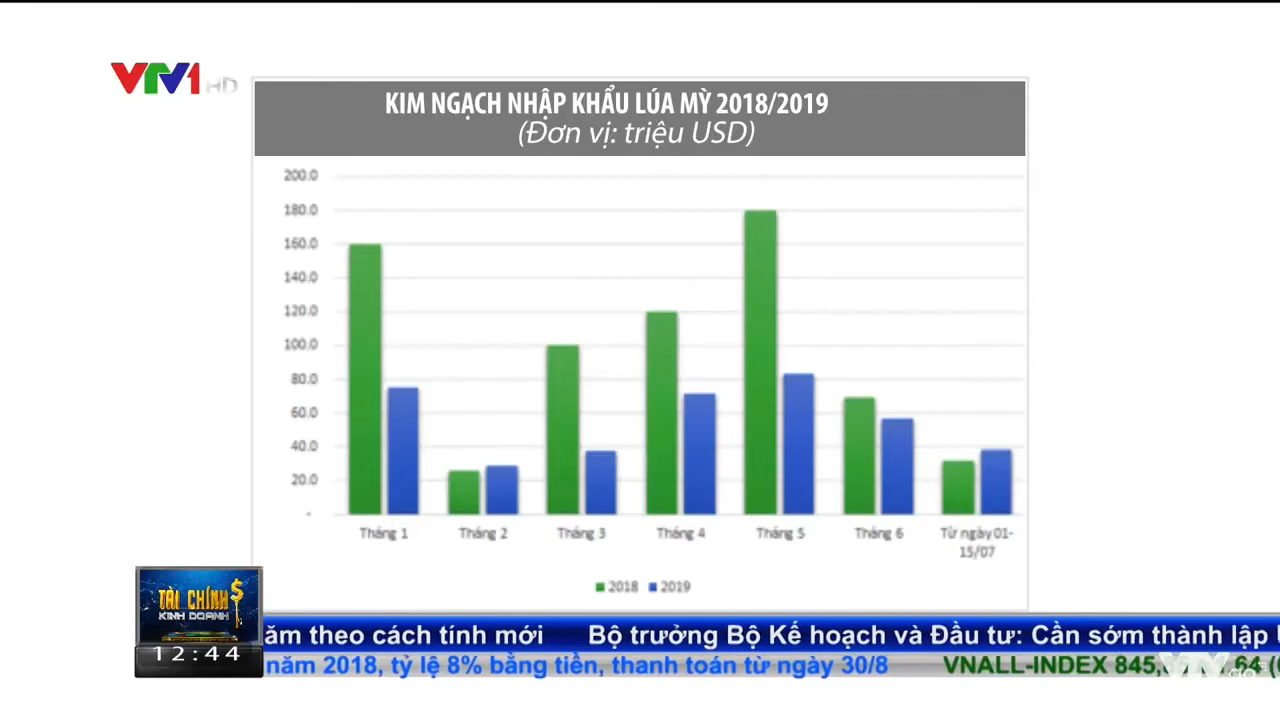 VTV1 HD
KIM NGẠCH NHẬP KHẨU LÚA MỲ 2018/2019
(Đơn vị: triệu USD)
200.0
180.0
160.0
140.0
120.0
100.0
80.0
60.0
40.0
20.0
-
Tháng 1 Tháng 2 Tháng 3 Tháng 4 Tháng 5 Tháng 6 Từ ngày 01-
15/07
2018 2019
TÀI CHÍNH
KINH DOANH
12:44
ăm theo cách tính mới Bộ trưởng Bộ Kế hoạch và Đầu tư: Cần sớm thành lập
năm 2018, tỷ lệ 8% bằng tiền, thanh toán từ ngày 30/8 VNALL-INDEX 845,